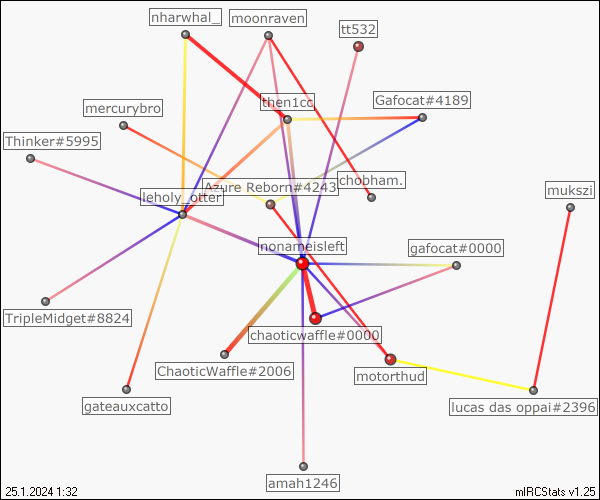 nharwhal_
moonraven
tt532
then1cc
Gafocat#4189
mercurybro
Thinker#5995
chobham.
Azure Reborn#4243
leholy_otter
mukszi
nonameisleft
gafocat#0000
TripleMidget#8824
chaoticwaffle#0000
ChaoticWaffle#2006
motorthud
gateauxcatto
lucas das oppai#2396
amah1246
25.1.2024 1:32
mIRCStats v1.25